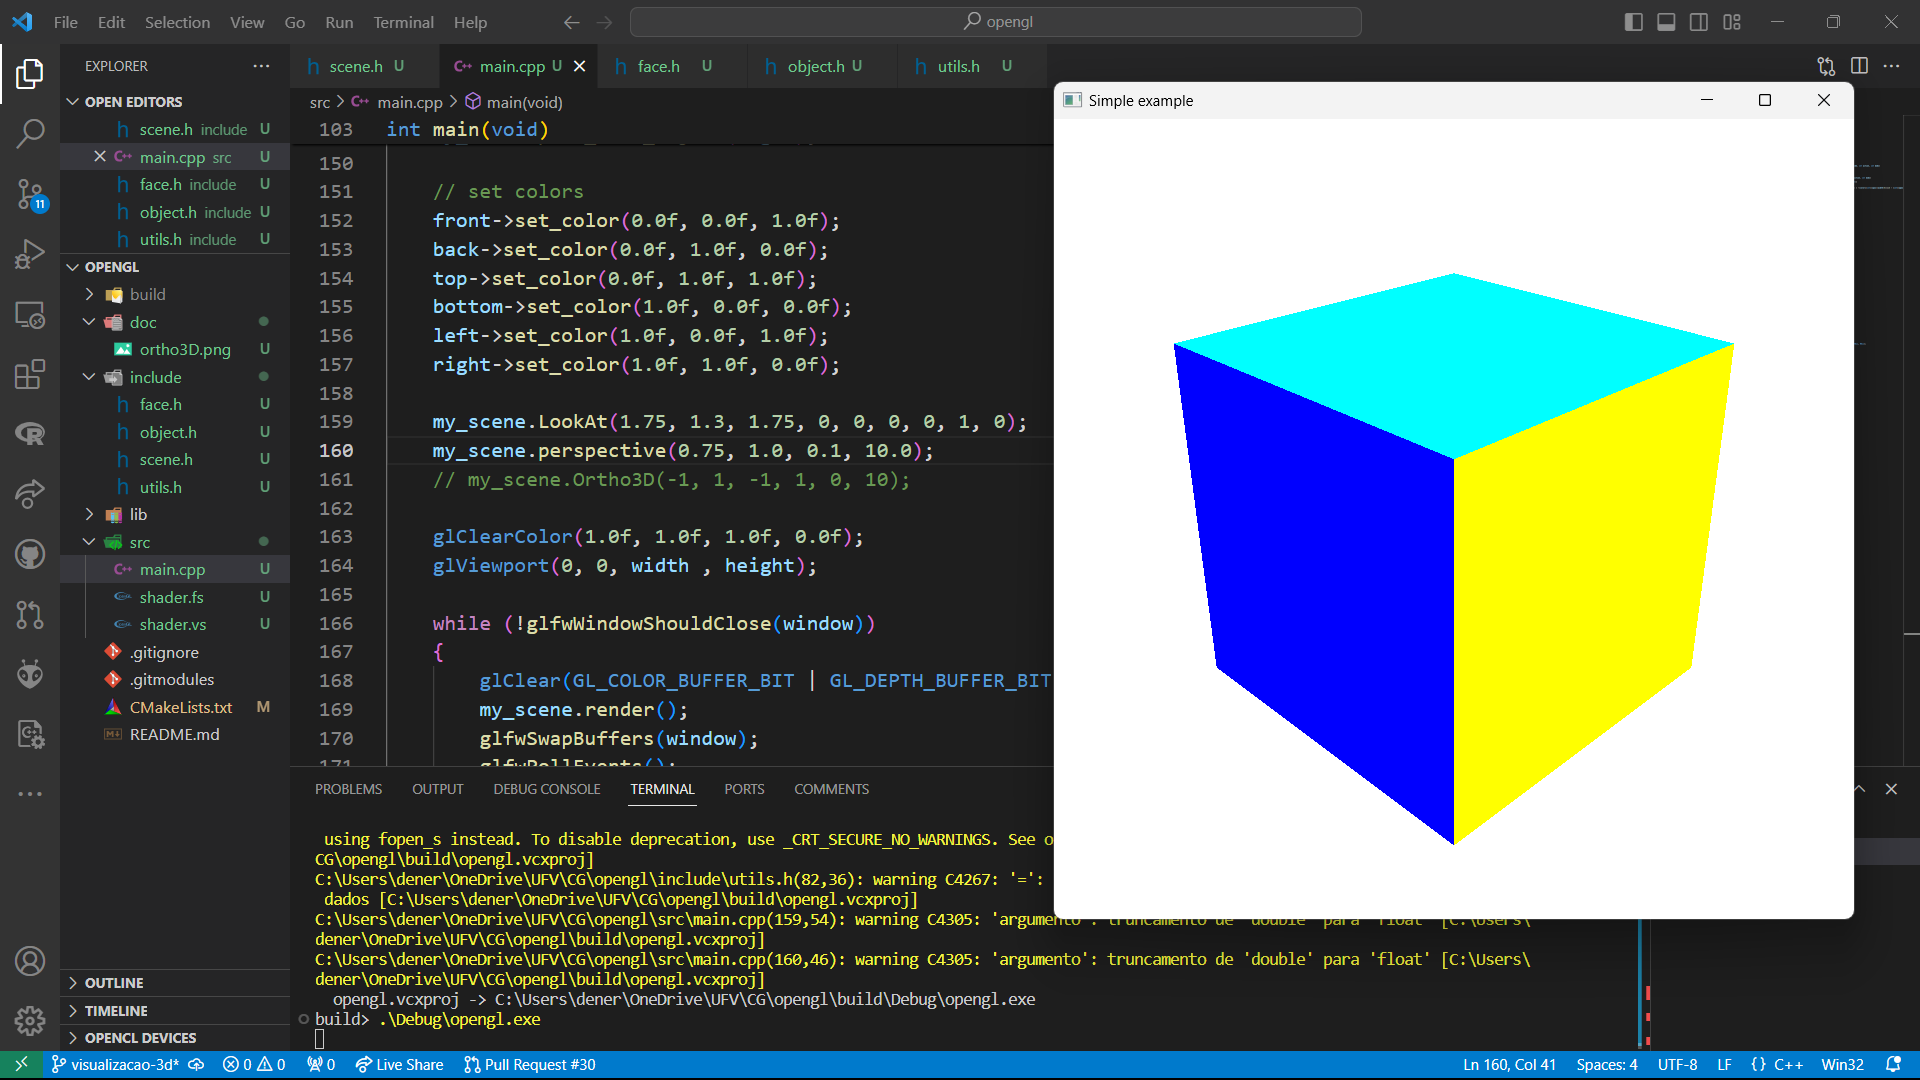 File Edit Selection View Go Run Terminal Help
opengl
EXPLORER
OPEN EDITORS
scene.h include U
main.cpp src U
face.h include U
object.h include U
utils.h include U
OPENGL
build
doc
ortho3D.png U
include
face.h U
object.h U
scene.h U
utils.h U
lib
src
main.cpp U
shader.fs U
shader.vs U
.gitignore
.gitmodules
CMakeLists.txt M
README.md
OUTLINE
TIMELINE
OPENCL DEVICES
11
scene.h U
main.cpp U
face.h U
object.h U
utils.h U
src > main.cpp > main(void)
103 int main(void)
150
151 // set colors
152 front->set_color(0.0f, 0.0f, 1.0f);
153 back->set_color(0.0f, 1.0f, 0.0f);
154 top->set_color(0.0f, 1.0f, 1.0f);
155 bottom->set_color(1.0f, 0.0f, 0.0f);
156 left->set_color(1.0f, 0.0f, 1.0f);
157 right->set_color(1.0f, 1.0f, 0.0f);
158
159 my_scene.LookAt(1.75, 1.3, 1.75, 0, 0, 0, 0, 1, 0);
160 my_scene.perspective(0.75, 1.0, 0.1, 10.0);
161 // my_scene.Ortho3D(-1, 1, -1, 1, 0, 10);
162
163 glClearColor(1.0f, 1.0f, 1.0f, 0.0f);
164 glViewport(0, 0, width , height);
165
166 while (!glfwWindowShouldClose(window))
167 {
168 glClear(GL_COLOR_BUFFER_BIT | GL_DEPTH_BUFFER_BIT
169 my_scene.render();
170 glfwSwapBuffers(window);
171 glfwPollEvents();
Simple example
PROBLEMS OUTPUT DEBUG CONSOLE TERMINAL PORTS COMMENTS
using fopen_s instead. To disable deprecation, use _CRT_SECURE_NO_WARNINGS. See o
CG\opengl\build\opengl.vcxproj]
C:\Users\dener\OneDrive\UFV\CG\opengl\include\utils.h(82,36): warning C4267: '=':
dados [C:\Users\dener\OneDrive\UFV\CG\opengl\build\opengl.vcxproj]
C:\Users\dener\OneDrive\UFV\CG\opengl\src\main.cpp(159,54): warning C4305: 'argumento': truncamento de 'double' para 'float' [C:\Users\
dener\OneDrive\UFV\CG\opengl\build\opengl.vcxproj]
C:\Users\dener\OneDrive\UFV\CG\opengl\src\main.cpp(160,46): warning C4305: 'argumento': truncamento de 'double' para 'float' [C:\Users\
dener\OneDrive\UFV\CG\opengl\build\opengl.vcxproj]
opengl.vcxproj -> C:\Users\dener\OneDrive\UFV\CG\opengl\build\Debug\opengl.exe
build> .\Debug\opengl.exe
visualizacao-3d* 0 0 0 Live Share Pull Request #30
Ln 160, Col 41 Spaces: 4 UTF-8 LF {} C++ Win32